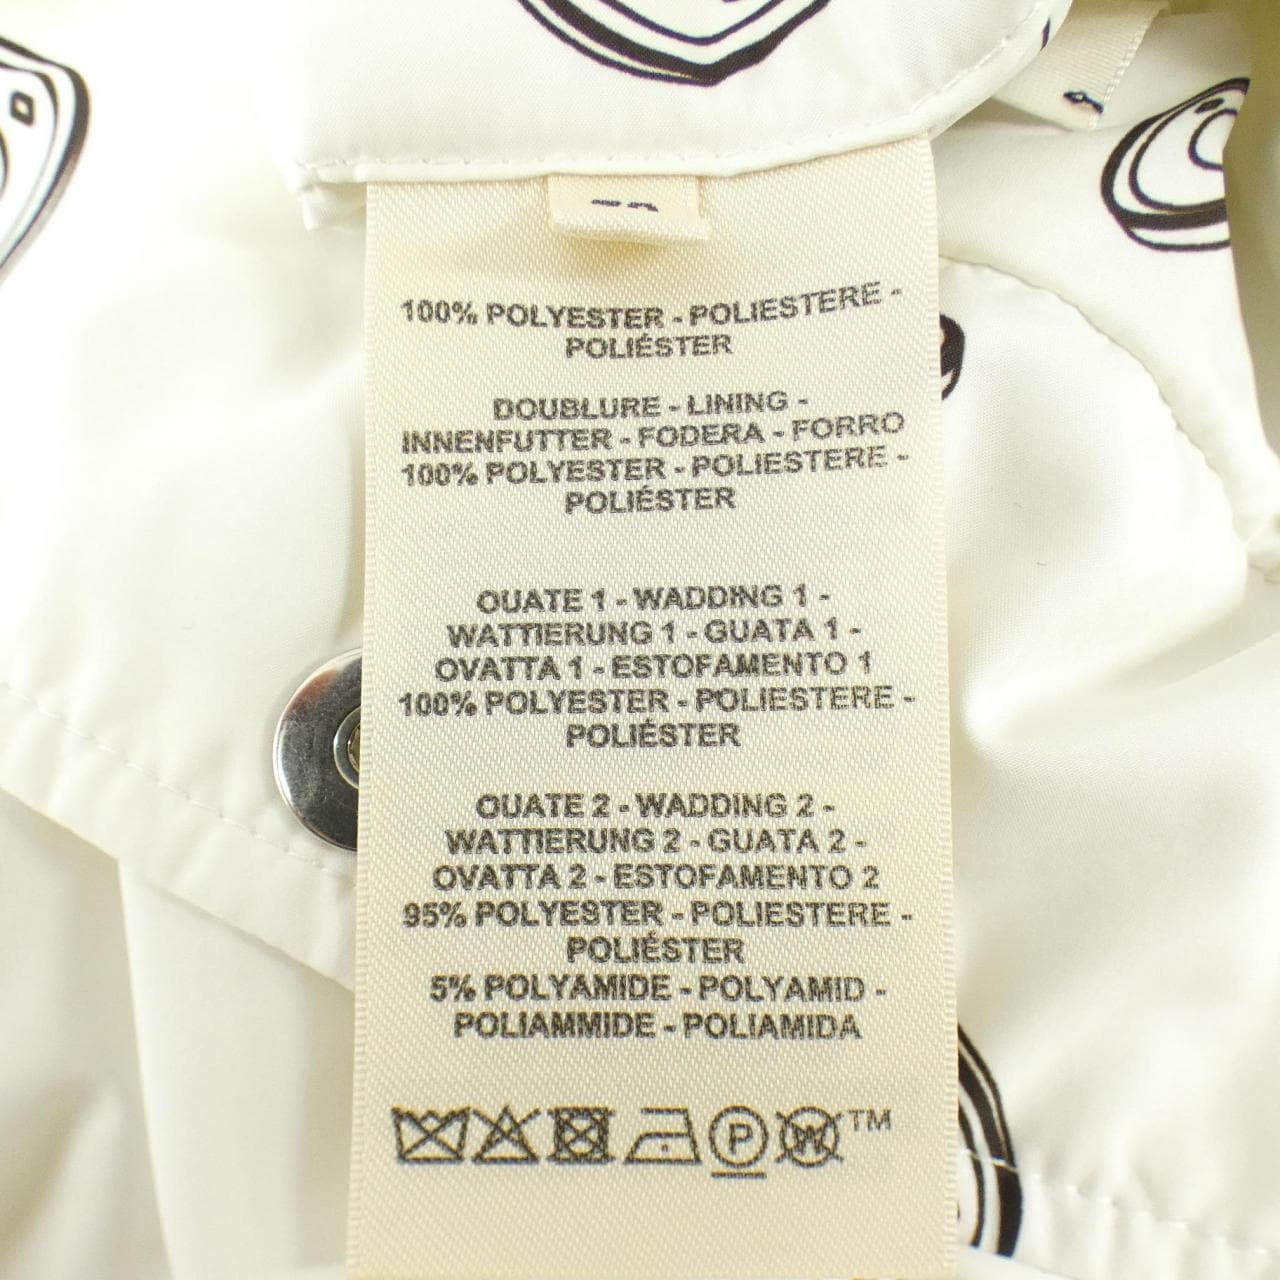 100% POLYESTER - POLIESTERE -
POLIÉSTER
DOUBLURE - LINING -
INNENFUTTER - FODERA - FORRO
100% POLYESTER - POLIESTERE -
POLIÉSTER
OUATE 1 - WADDING 1 -
WATTIERUNG 1 - GUATA 1 -
OVATTA 1 - ESTOFAMENTO 1
100% POLYESTER - POLIESTERE -
POLIÉSTER
OUATE 2 - WADDING 2 -
WATTIERUNG 2 - GUATA 2 -
OVATTA 2 - ESTOFAMENTO 2
95% POLYESTER - POLIESTERE -
POLIÉSTER
5% POLYAMIDE - POLYAMID -
POLIAMMIDE - POLIAMIDA
P W TM